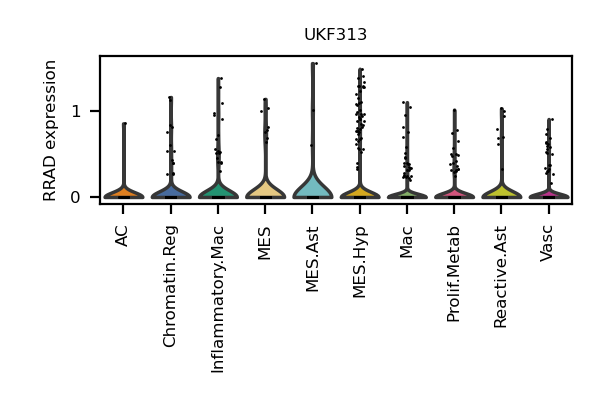 UKF313
RRAD expression
1
0
AC
Chromatin.Reg
Inflammatory.Mac
MES
MES.Ast
MES.Hyp
Mac
Prolif.Metab
Reactive.Ast
Vasc